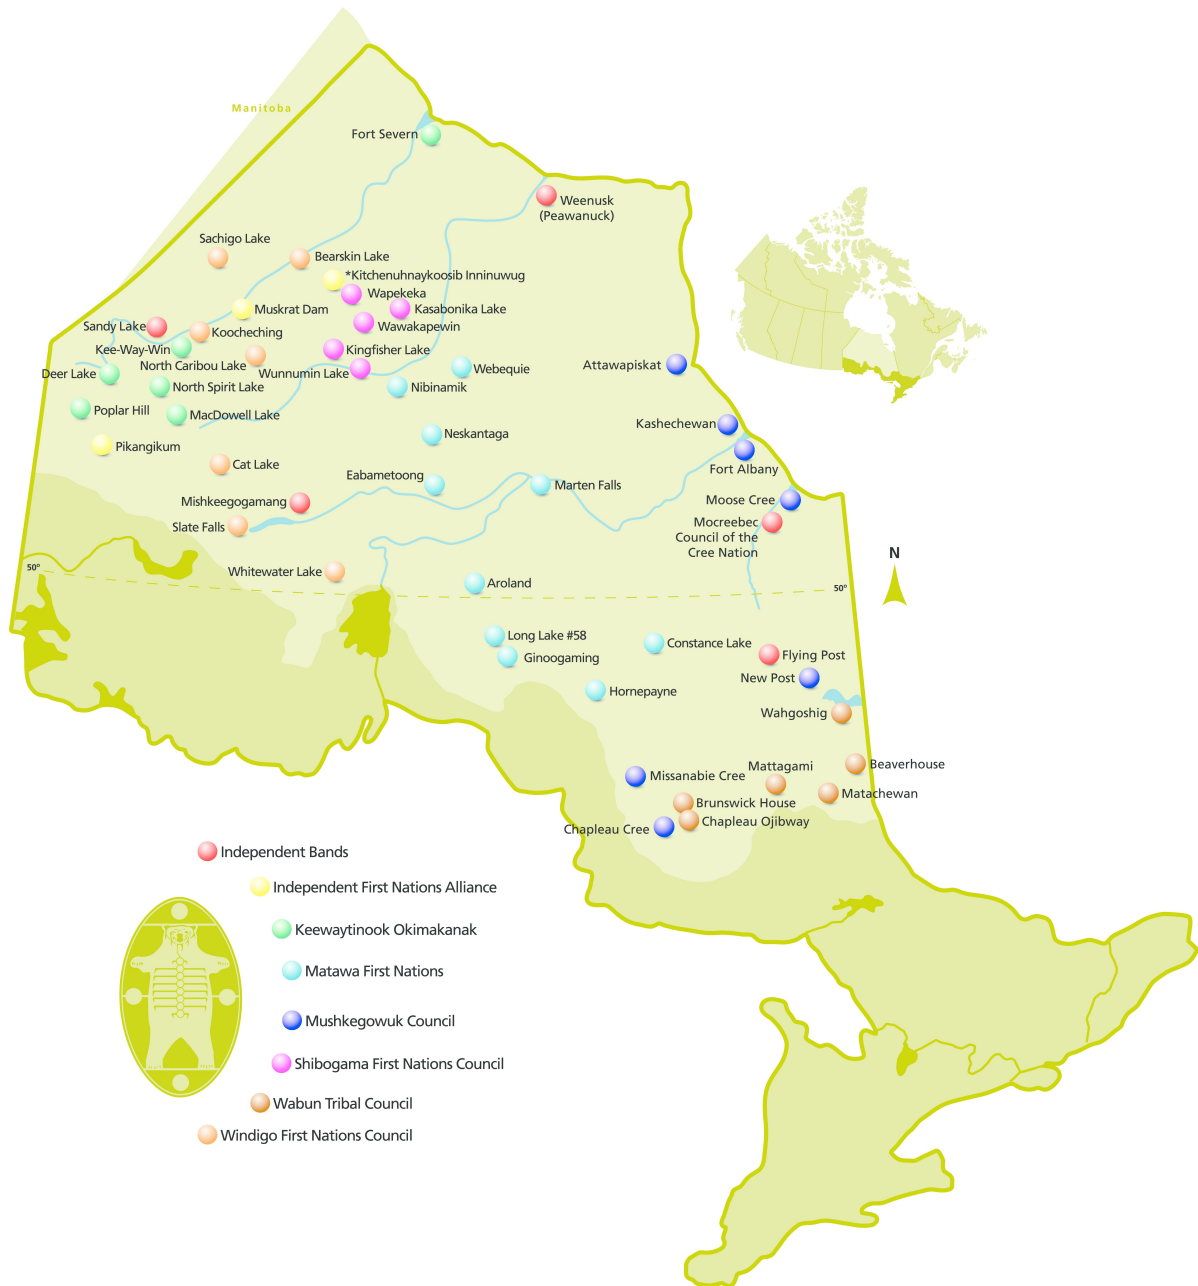 Manitoba
Fort Severn
Weenusk
(Peawanuck)
Sachigo Lake
Bearskin Lake
*Kitchenuhnaykoosib Inninuwug
Wapekeka
Muskrat Dam
Kasabonika Lake
Sandy Lake
Koocheching
Wawakapewin
Kee-Way-Win
Kingfisher Lake
North Caribou Lake
Wunnumin Lake
Webequie
Attawapiskat
Deer Lake
North Spirit Lake
Nibinamik
Poplar Hill
MacDowell Lake
Kashechewan
Neskantaga
Pikangikum
Cat Lake
Fort Albany
Eabametoong
Marten Falls
Mishkeegogamang
Moose Cree
Slate Falls
Mocreebec
Council of the
Cree Nation
N
50º
Whitewater Lake
Aroland
50º
Long Lake #58
Constance Lake
Flying Post
Ginoogaming
New Post
Hornepayne
Wahgoshig
Beaverhouse
Mattagami
Missanabie Cree
Matachewan
Brunswick House
Chapleau Ojibway
Chapleau Cree
Independent Bands
Independent First Nations Alliance
Keewaytinook Okimakanak
Matawa First Nations
Mushkegowuk Council
Shibogama First Nations Council
Wabun Tribal Council
Windigo First Nations Council